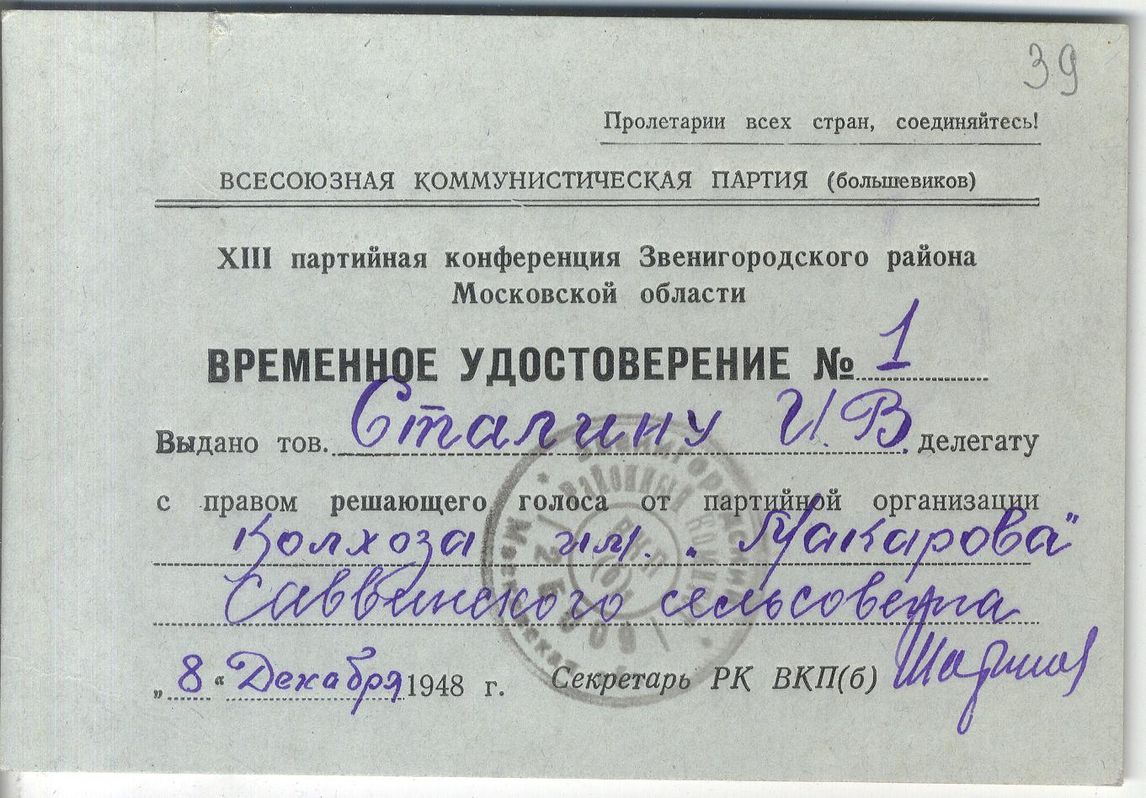 39
Пролетарии всех стран, соединяйтесь!
ВСЕСОЮЗНАЯ КОММУНИСТИЧЕСКАЯ ПАРТИЯ (большевиков)
XIII партийная конференция Звенигородского района
Московской области
ВРЕМЕННОЕ УДОСТОВЕРЕНИЕ № 1
Выдано тов. Сталину И.В. делегату
с правом решающего голоса от партийной организации
Колхоза им. „Макарова"
Саввинского сельсовета
„8" Декабря 1948 г. Секретарь РК ВКП(б)